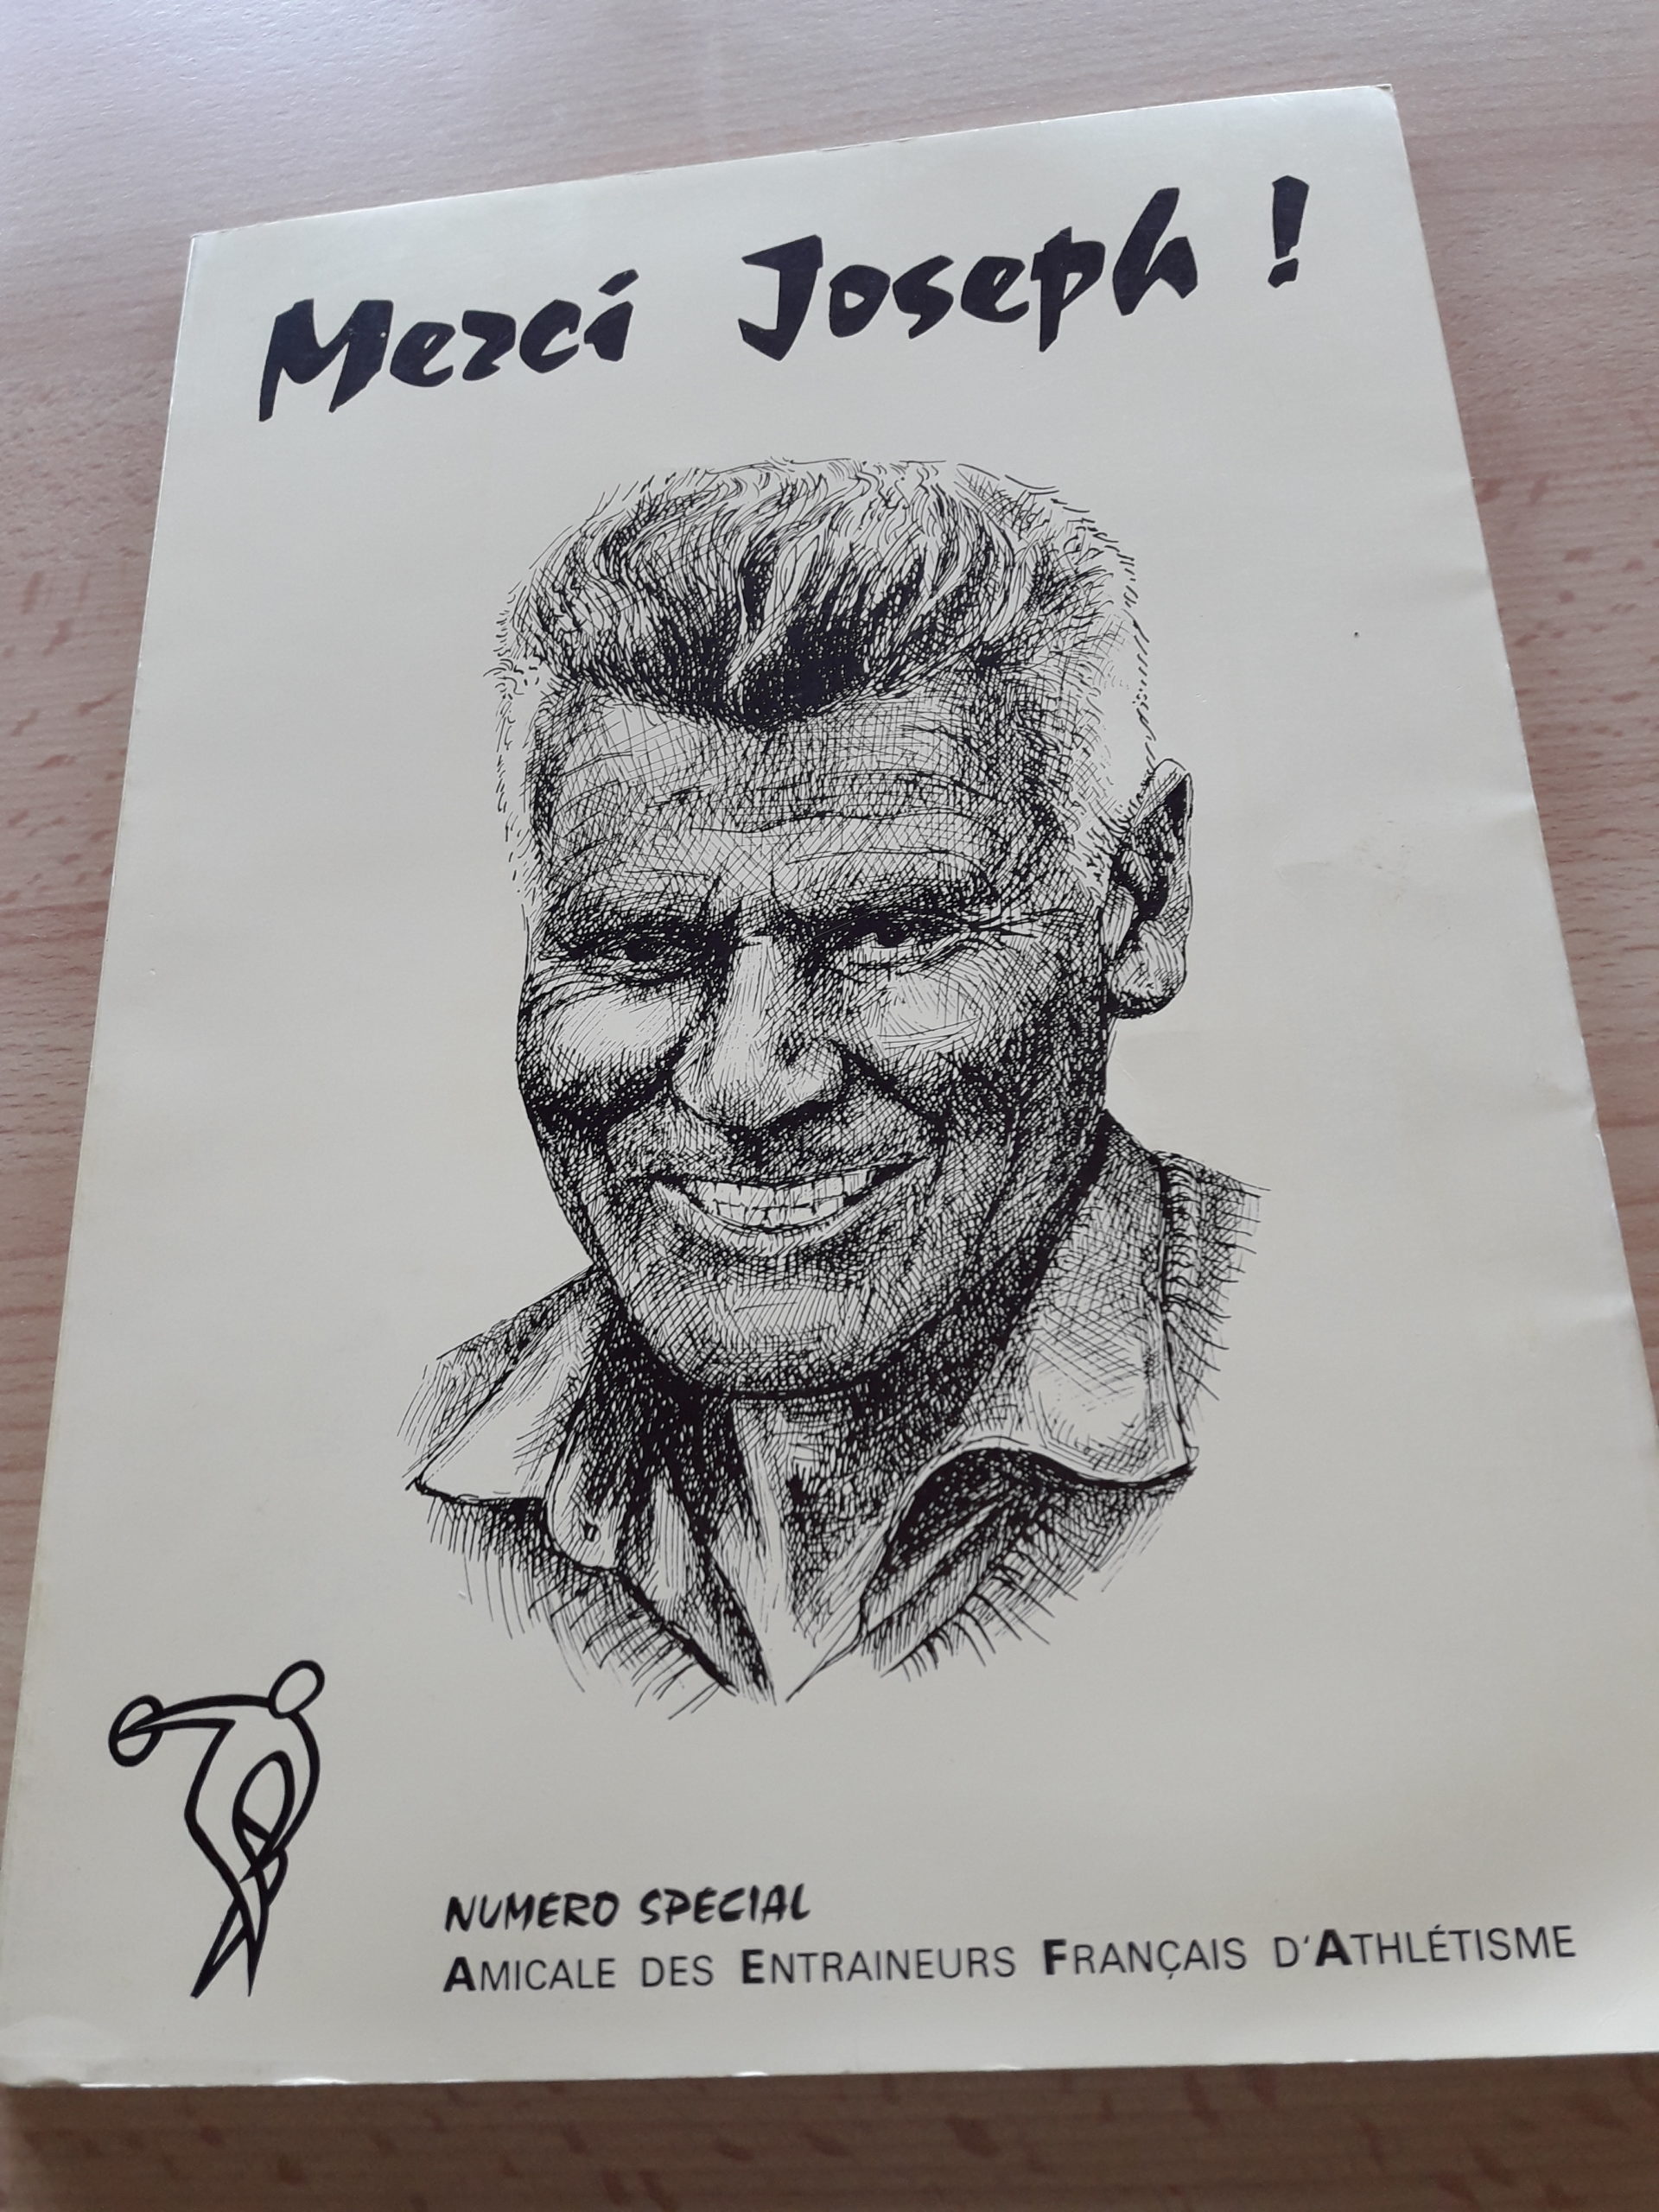 Merci Joseph !
NUMERO SPECIAL
AMICALE DES ENTRAINEURS FRANÇAIS D'ATHLÉTISME